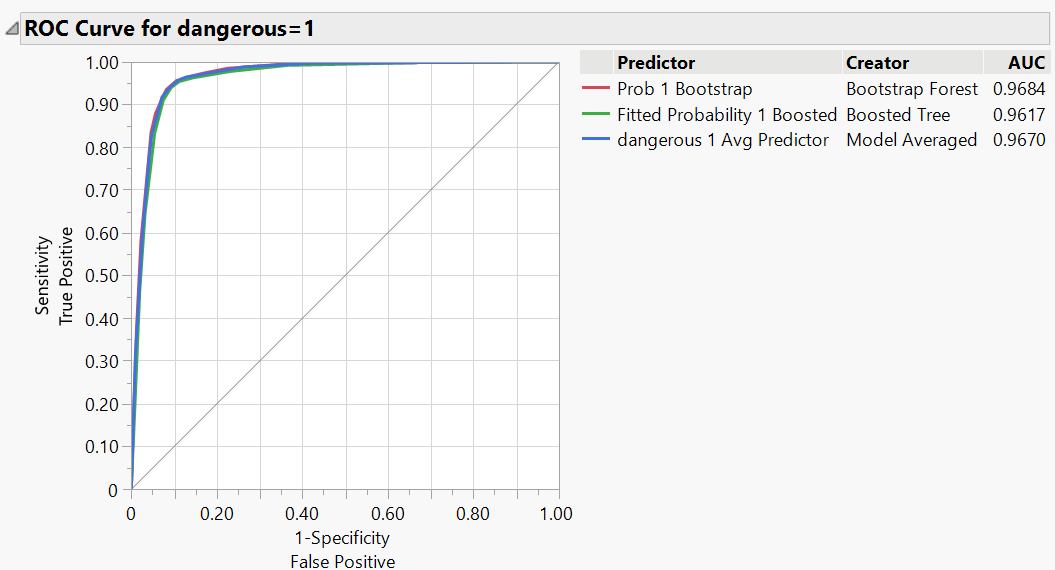 ROC Curve for dangerous=1
Predictor Creator AUC
Prob 1 Bootstrap Bootstrap Forest 0.9684
Fitted Probability 1 Boosted Boosted Tree 0.9617
dangerous 1 Avg Predictor Model Averaged 0.9670
1.00
0.90
0.80
0.70
0.60
0.50
0.40
0.30
0.20
0.10
0
Sensitivity
True Positive
0 0.20 0.40 0.60 0.80 1.00
1-Specificity
False Positive